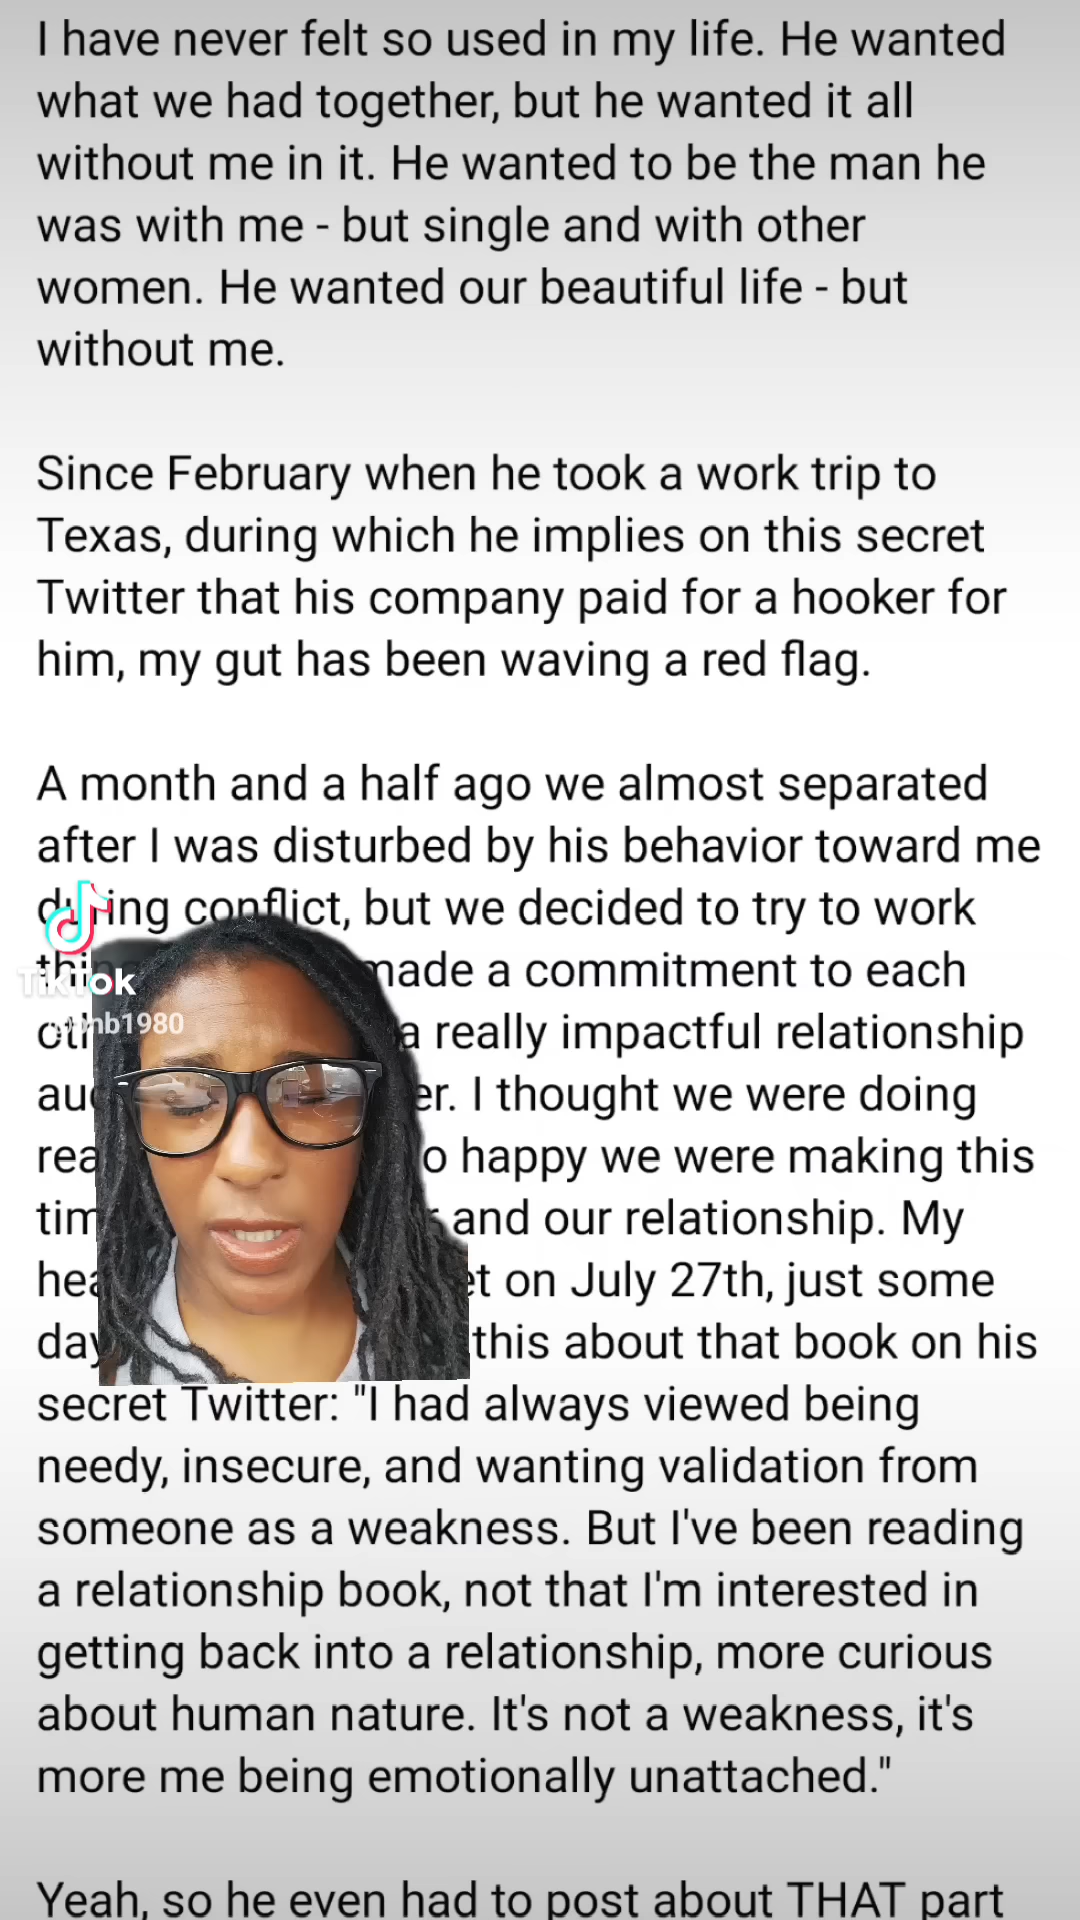 I have never felt so used in my life. He wanted
what we had together, but he wanted it all
without me in it. He wanted to be the man he
was with me - but single and with other
women. He wanted our beautiful life - but
without me.
Since February when he took a work trip to
Texas, during which he implies on this secret
Twitter that his company paid for a hooker for
him, my gut has been waving a red flag.
A month and a half ago we almost separated
after I was disturbed by his behavior toward me
during conflict, but we decided to try to work
made a commitment to each
TikTok
a really impactful relationship
I thought we were doing
happy we were making this
and our relationship. My
on July 27th, just some
this about that book on his
secret Twitter: "I had always viewed being
needy, insecure, and wanting validation from
someone as a weakness. But I've been reading
a relationship book, not that I'm interested in
getting back into a relationship, more curious
about human nature. It's not a weakness, it's
more me being emotionally unattached."
Yeah, so he even had to post about THAT part